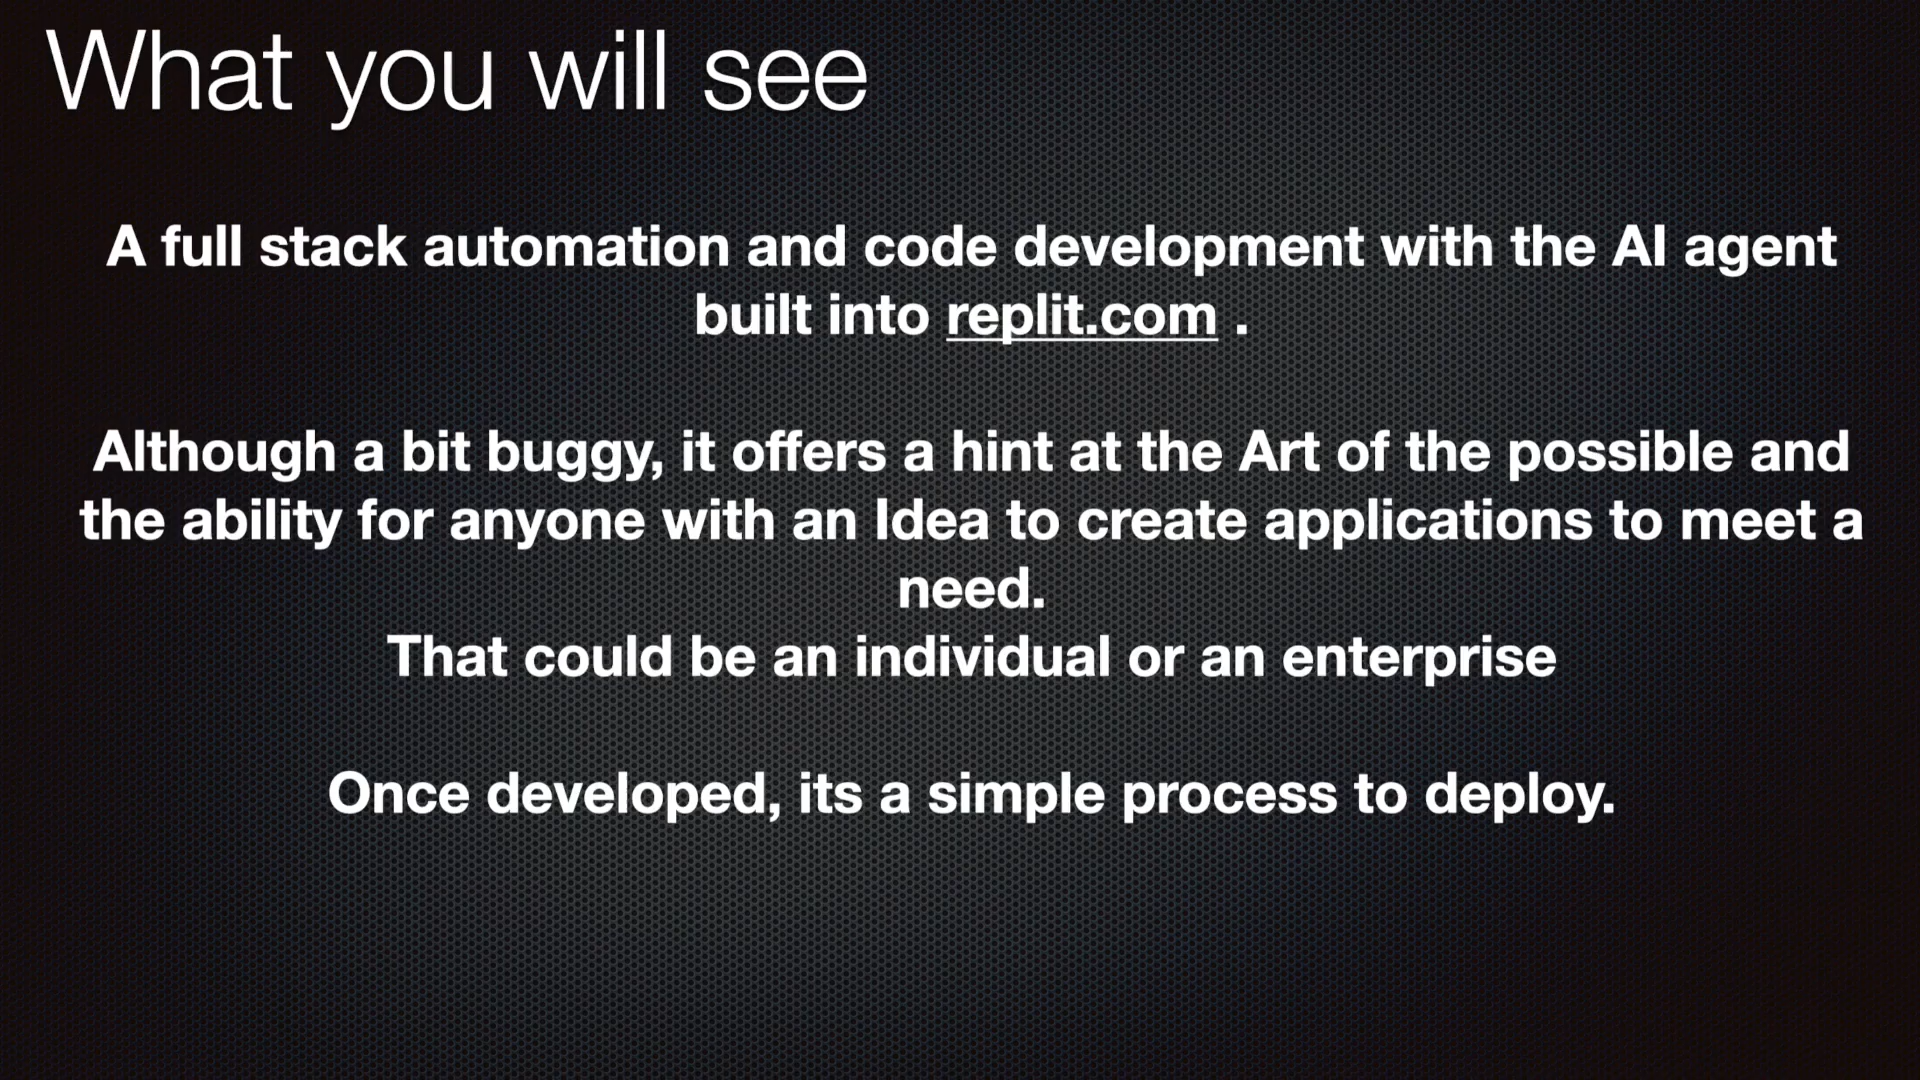 What you will see
A full stack automation and code development with the AI agent
built into replit.com .
Although a bit buggy, it offers a hint at the Art of the possible and
the ability for anyone with an Idea to create applications to meet a
need.
That could be an individual or an enterprise
Once developed, its a simple process to deploy.